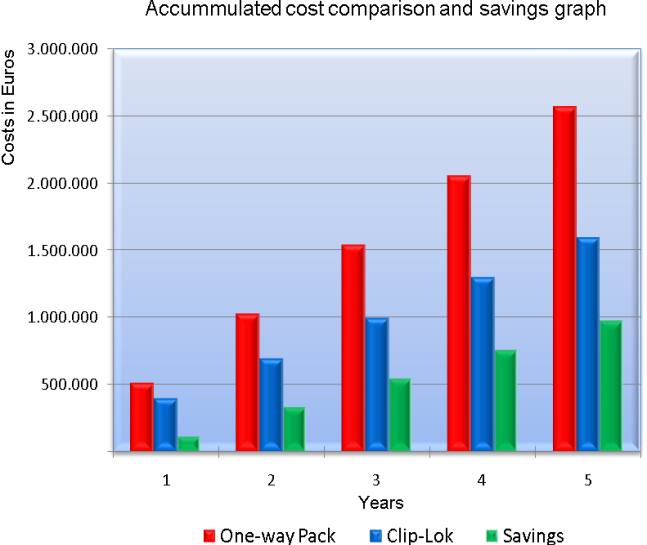 Accummulated cost comparison and savings graph
Costs in Euros
3.000.000
2.500.000
2.000.000
1.500.000
1.000.000
500.000
1 2 3 4 5
Years
One-way Pack Clip-Lok Savings